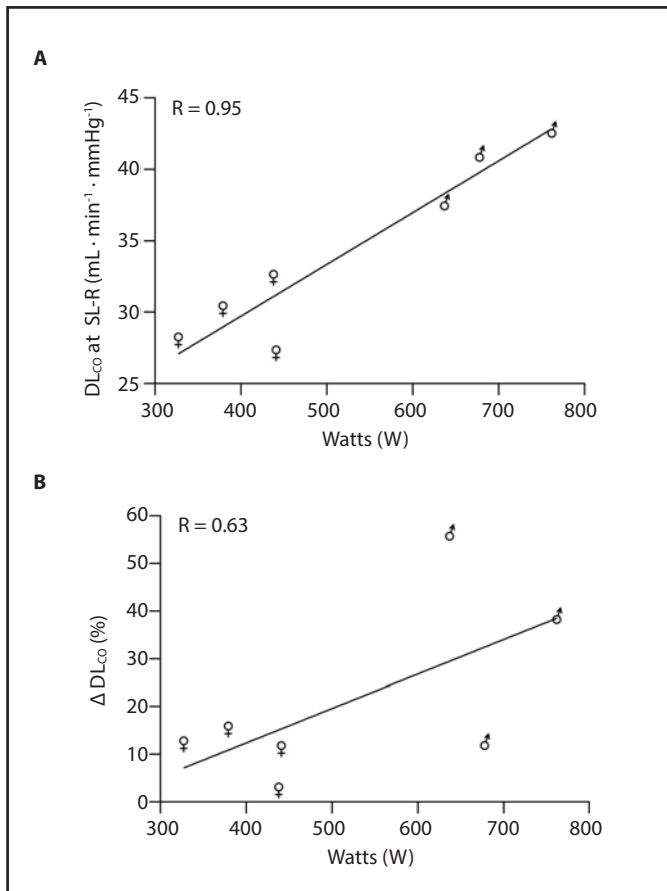 A
R = 0.95
DLCO at SL-R (mL · min⁻¹ · mmHg⁻¹)
45
40
35
30
25
300 400 500 600 700 800
Watts (W)
B
R = 0.63
Δ DLCO (%)
60
50
40
30
20
10
0
300 400 500 600 700 800
Watts (W)